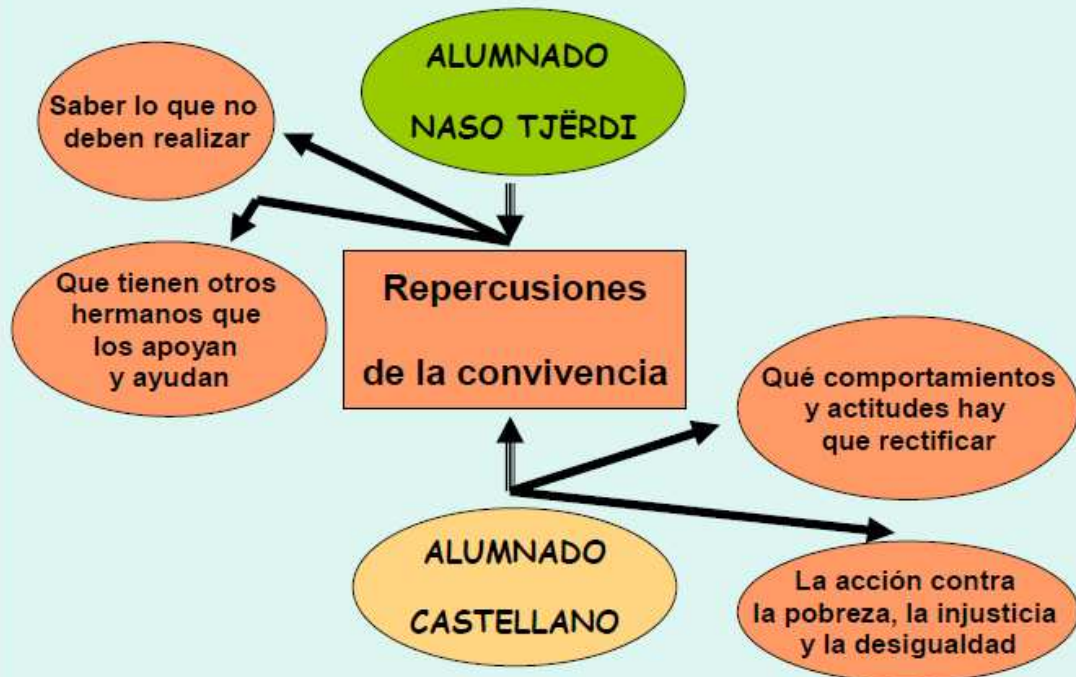 ALUMNADO
NASO TJËRDI
Saber lo que no
deben realizar
Que tienen otros
hermanos que
los apoyan
y ayudan
Repercusiones
de la convivencia
Qué comportamientos
y actitudes hay
que rectificar
ALUMNADO
CASTELLANO
La acción contra
la pobreza, la injusticia
y la desigualdad